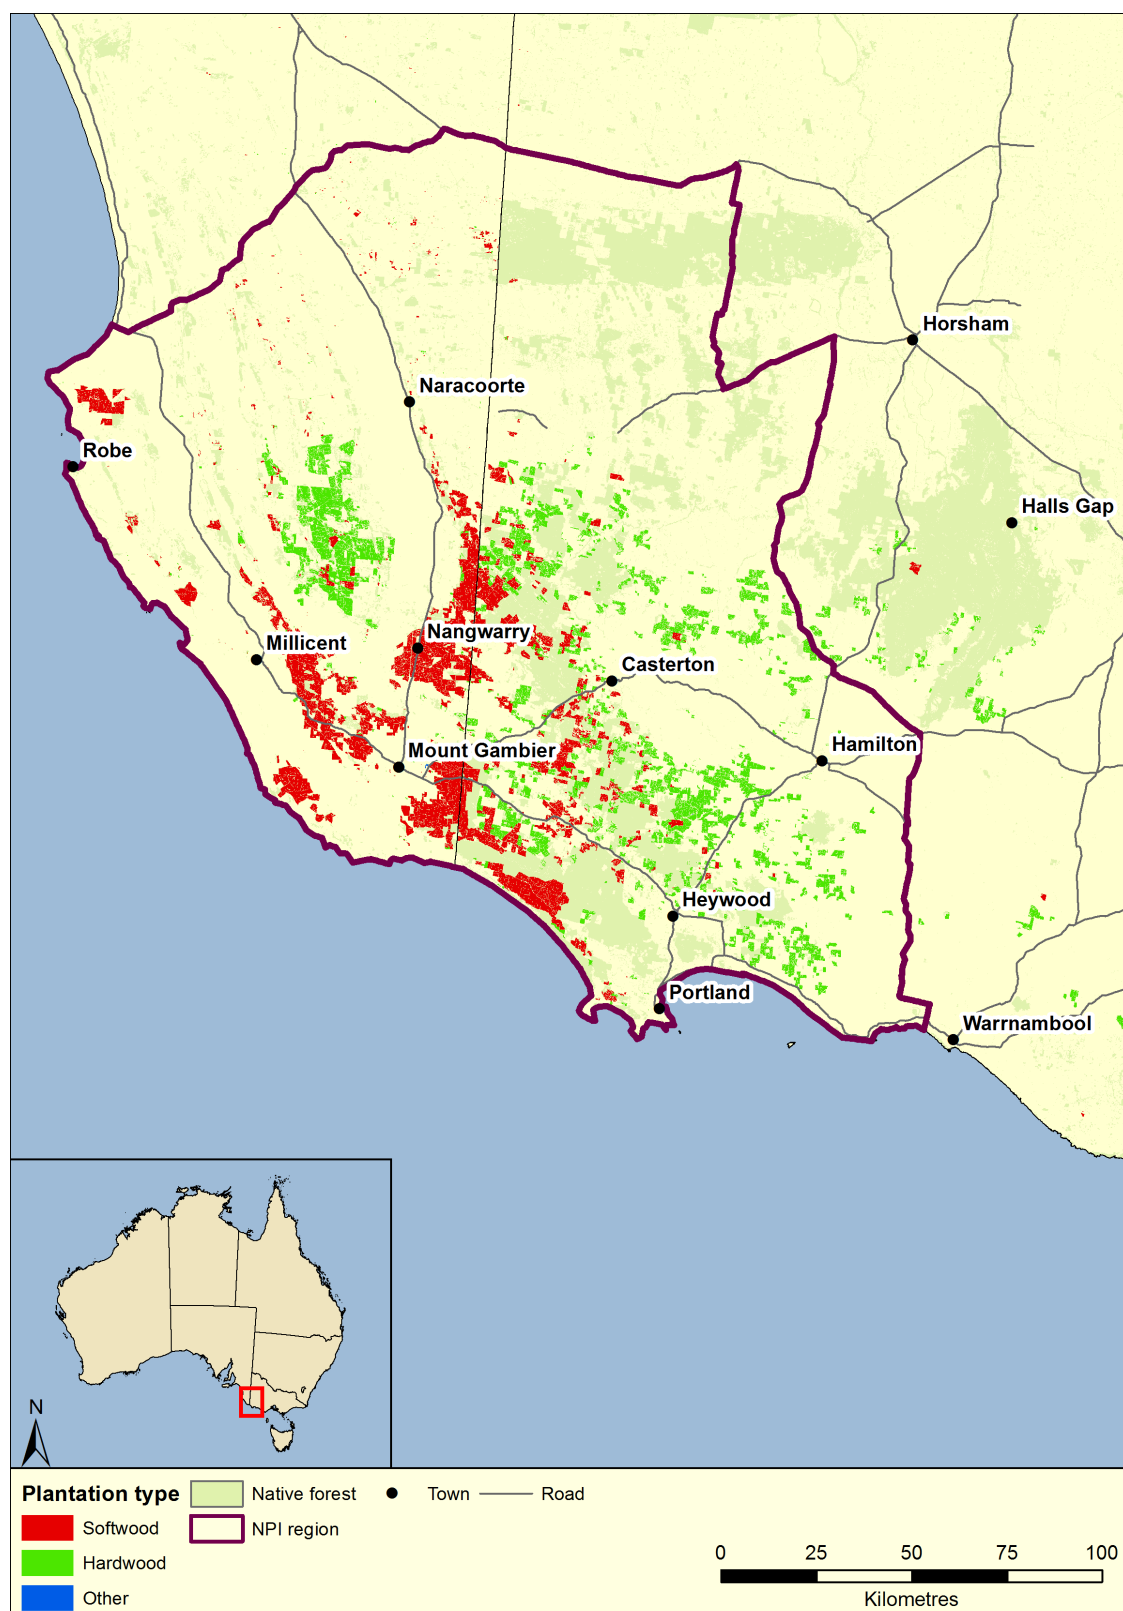 Horsham
Naracoorte
Robe
Halls Gap
Nangwarry
Millicent
Casterton
Hamilton
Mount Gambier
Heywood
Portland
Warrnambool
N
Plantation type
Native forest
Town
Road
Softwood
NPI region
Hardwood
Other
0 25 50 75 100
Kilometres